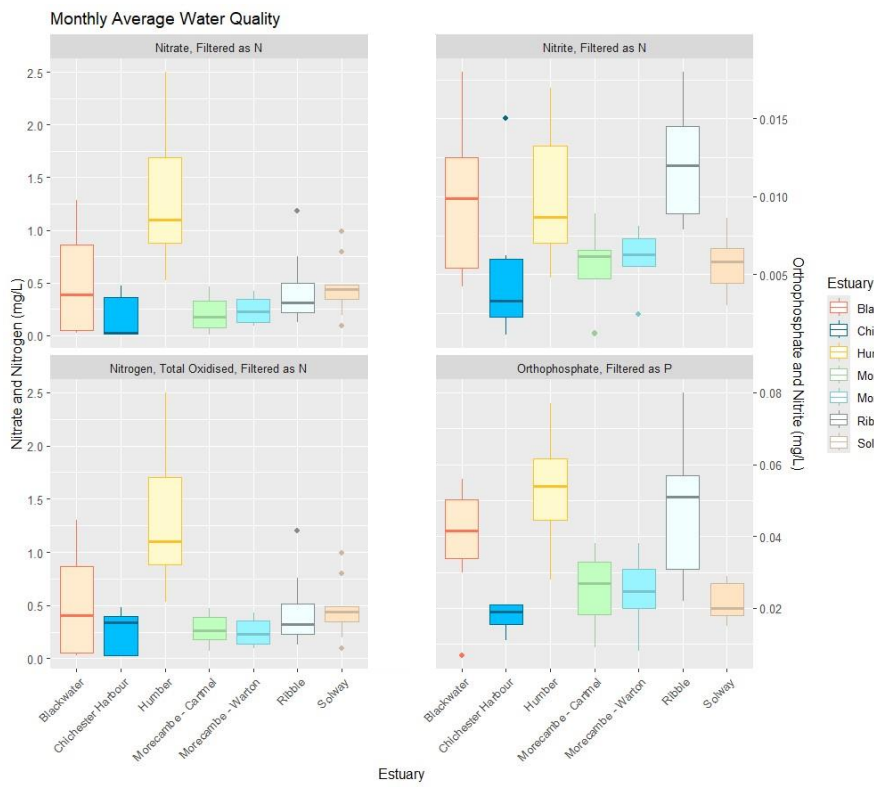 Monthly Average Water Quality
Nitrate, Filtered as N
Nitrite, Filtered as N
2.5
2.0
1.5
1.0
0.5
0.0
0.015
0.010
0.005
Nitrogen, Total Oxidised, Filtered as N
Orthophosphate, Filtered as P
2.5
2.0
1.5
1.0
0.5
0.0
0.08
0.06
0.04
0.02
Nitrate and Nitrogen (mg/L)
Orthophosphate and Nitrite (mg/L)
Blackwater
Chichester Harbour
Humber
Morecambe - Cartmel
Morecambe - Warton
Ribble
Solway
Blackwater
Chichester Harbour
Humber
Morecambe - Cartmel
Morecambe - Warton
Ribble
Solway
Estuary
Estuary
Bla
Chi
Hur
Mo
Mo
Rib
Sol